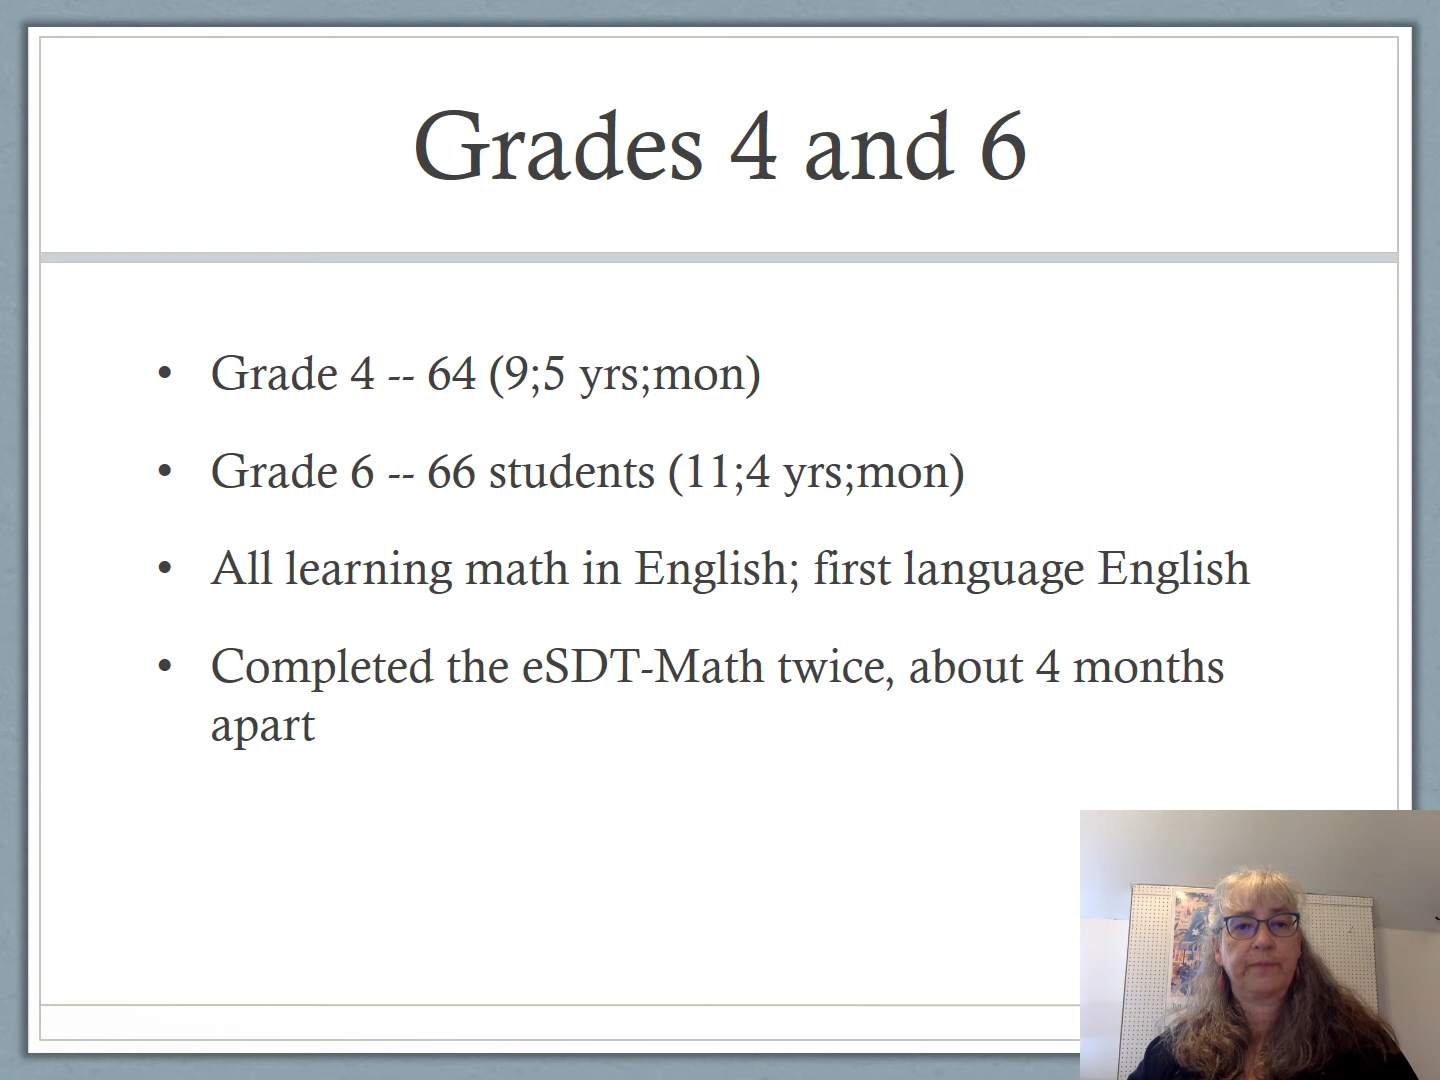 Grades 4 and 6
• Grade 4 -- 64 (9;5 yrs;mon)
• Grade 6 -- 66 students (11;4 yrs;mon)
• All learning math in English; first language English
• Completed the eSDT-Math twice, about 4 months
apart